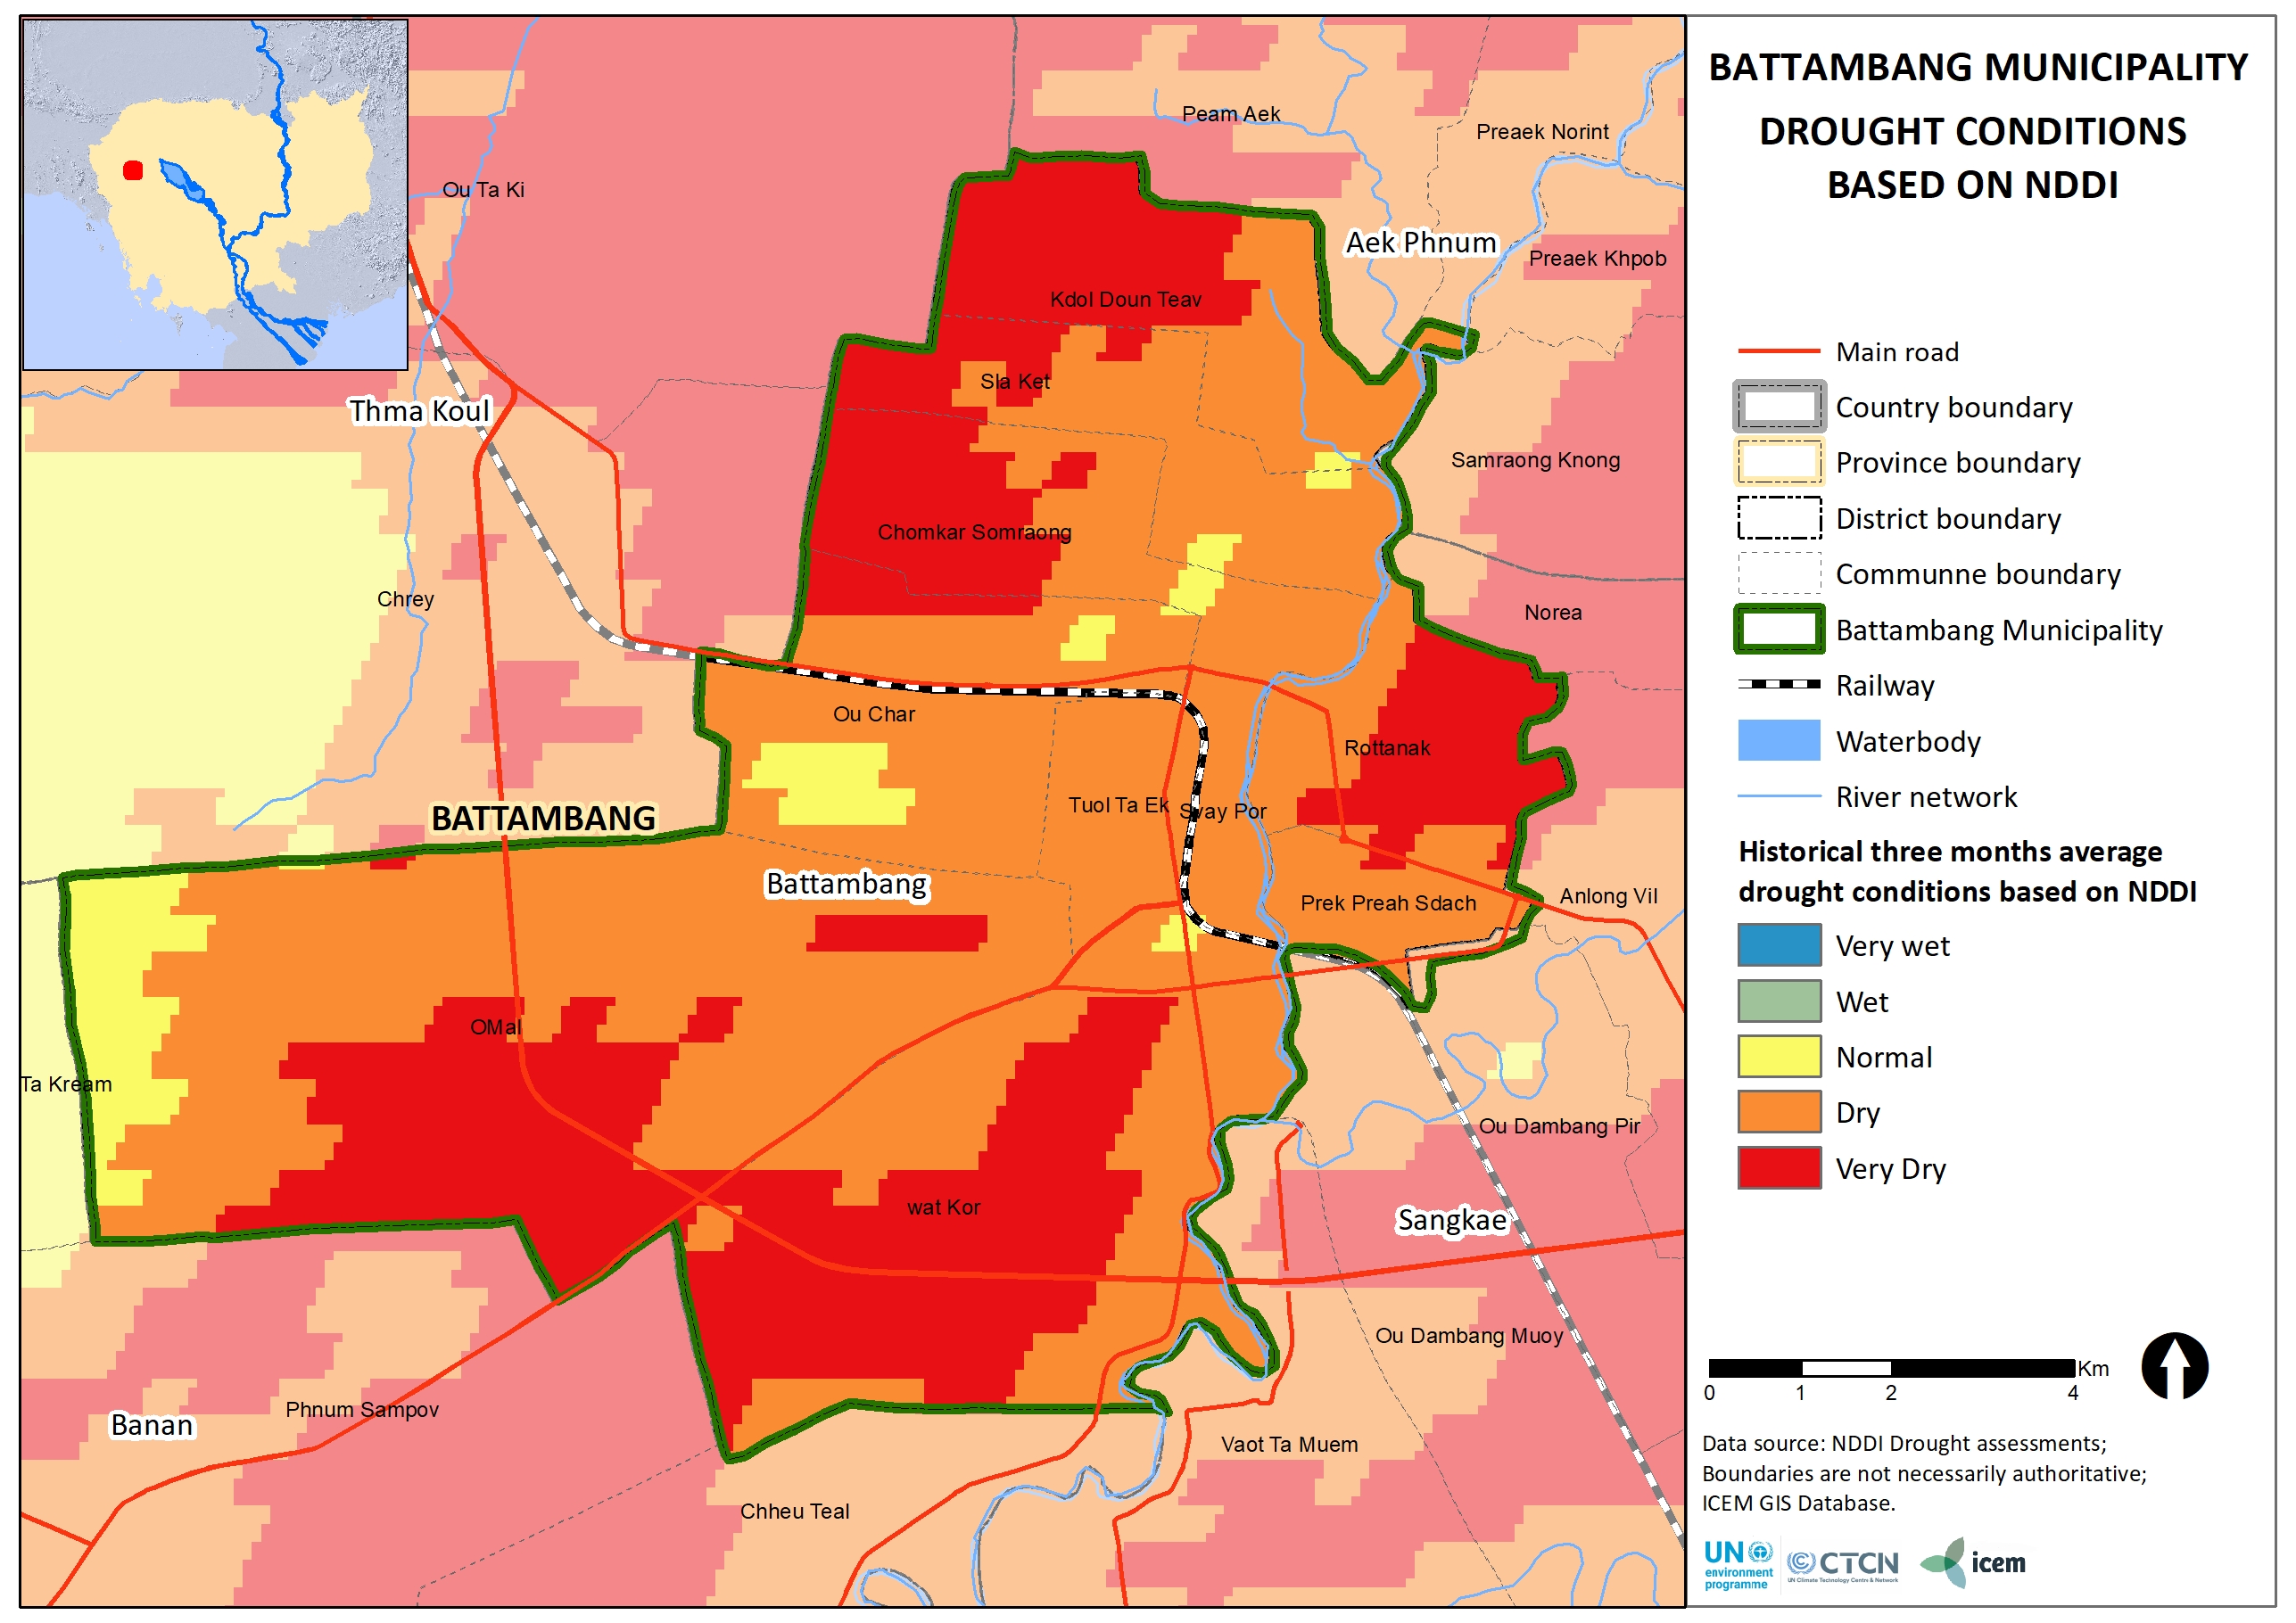 BATTAMBANG MUNICIPALITY
DROUGHT CONDITIONS
BASED ON NDDI
Main road
Country boundary
Province boundary
District boundary
Communne boundary
Battambang Municipality
Railway
Waterbody
River network
Historical three months average
drought conditions based on NDDI
Very wet
Wet
Normal
Dry
Very Dry
Km
0 1 2 4
Data source: NDDI Drought assessments;
Boundaries are not necessarily authoritative;
ICEM GIS Database.
UN
environment
programme
CTCN
UN Climate Technology Centre & Network
icem
Peam Aek
Preaek Norint
Ou Ta Ki
Aek Phnum
Preaek Khpob
Kdol Doun Teav
Sla Ket
Thma Koul
Samraong Knong
Chomkar Somraong
Chrey
Norea
Ou Char
Rottanak
Tuol Ta Ek
Svay Por
BATTAMBANG
Battambang
Prek Preah Sdach
Anlong Vil
OMal
Ta Kream
Ou Dambang Pir
wat Kor
Sangkae
Ou Dambang Muoy
Phnum Sampov
Banan
Vaot Ta Muem
Chheu Teal